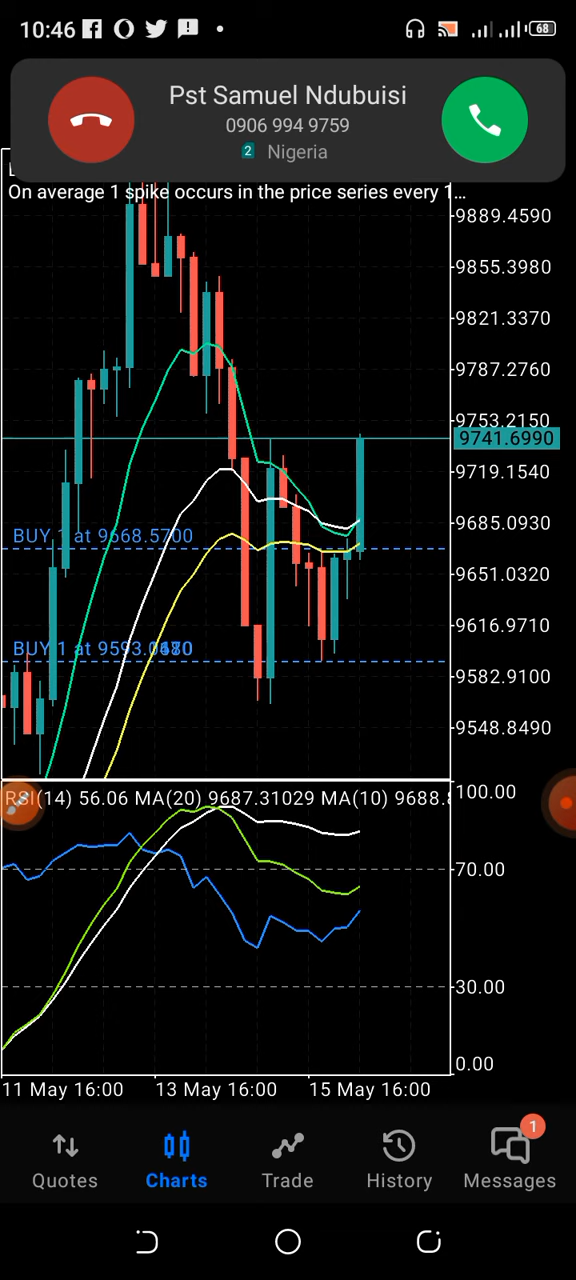 10:46
68
Pst Samuel Ndubuisi
0906 994 9759
2 Nigeria
On average 1 spike occurs in the price series every 1...
9889.4590
9855.3980
9821.3370
9787.2760
9753.2150
9741.6990
9719.1540
9685.0930
BUY 1 at 9668.5700
9651.0320
9616.9710
BUY 1 at 9593.0
9582.9100
9548.8490
RSI(14) 56.06 MA(20) 9687.31029 MA(10) 9688.8
100.00
70.00
30.00
0.00
11 May 16:00 13 May 16:00 15 May 16:00
1
Quotes Charts Trade History Messages